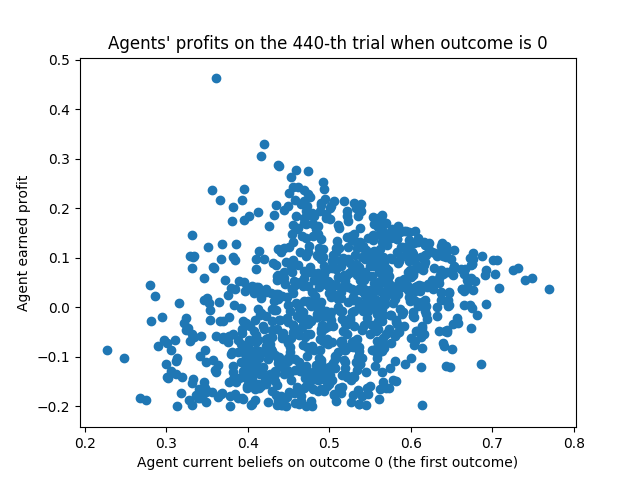 Agents' profits on the 440-th trial when outcome is 0
0.5
0.4
0.3
0.2
0.1
0.0
−0.1
−0.2
Agent earned profit
0.2 0.3 0.4 0.5 0.6 0.7 0.8
Agent current beliefs on outcome 0 (the first outcome)